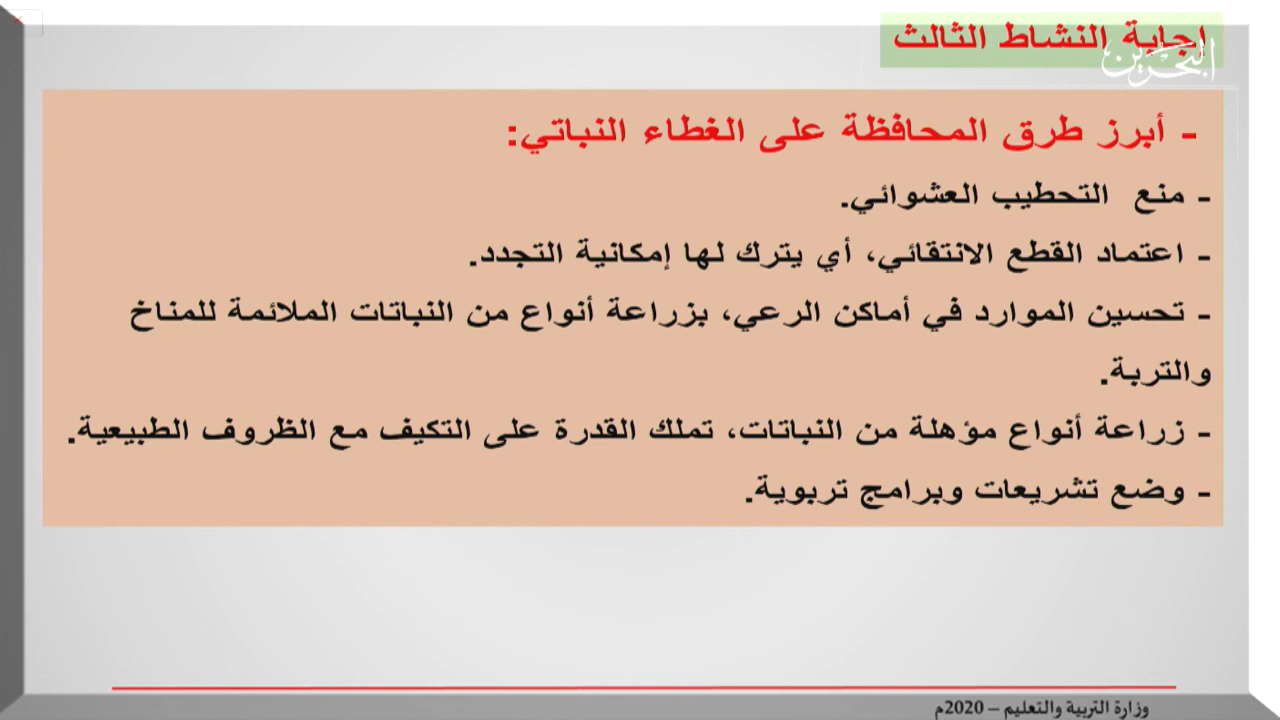 إجابة النشاط الثالث
البحرين
- أبرز طرق المحافظة على الغطاء النباتي:
- منع التحطيب العشوائي.
- اعتماد القطع الانتقائي، أي يترك لها إمكانية التجدد.
- تحسين الموارد في أماكن الرعي، بزراعة أنواع من النباتات الملائمة للمناخ
والتربة.
- زراعة أنواع مؤهلة من النباتات، تملك القدرة على التكيف مع الظروف الطبيعية.
- وضع تشريعات وبرامج تربوية.
وزارة التربية والتعليم – 2020م